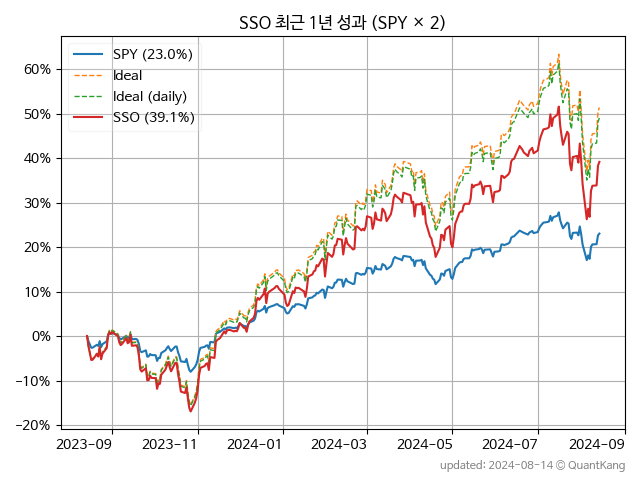 SSO 최근 1년 성과 (SPY × 2)
SPY (23.0%)
Ideal
Ideal (daily)
SSO (39.1%)
60%
50%
40%
30%
20%
10%
0%
−10%
−20%
2023-09
2023-11
2024-01
2024-03
2024-05
2024-07
2024-09
updated: 2024-08-14 © QuantKang